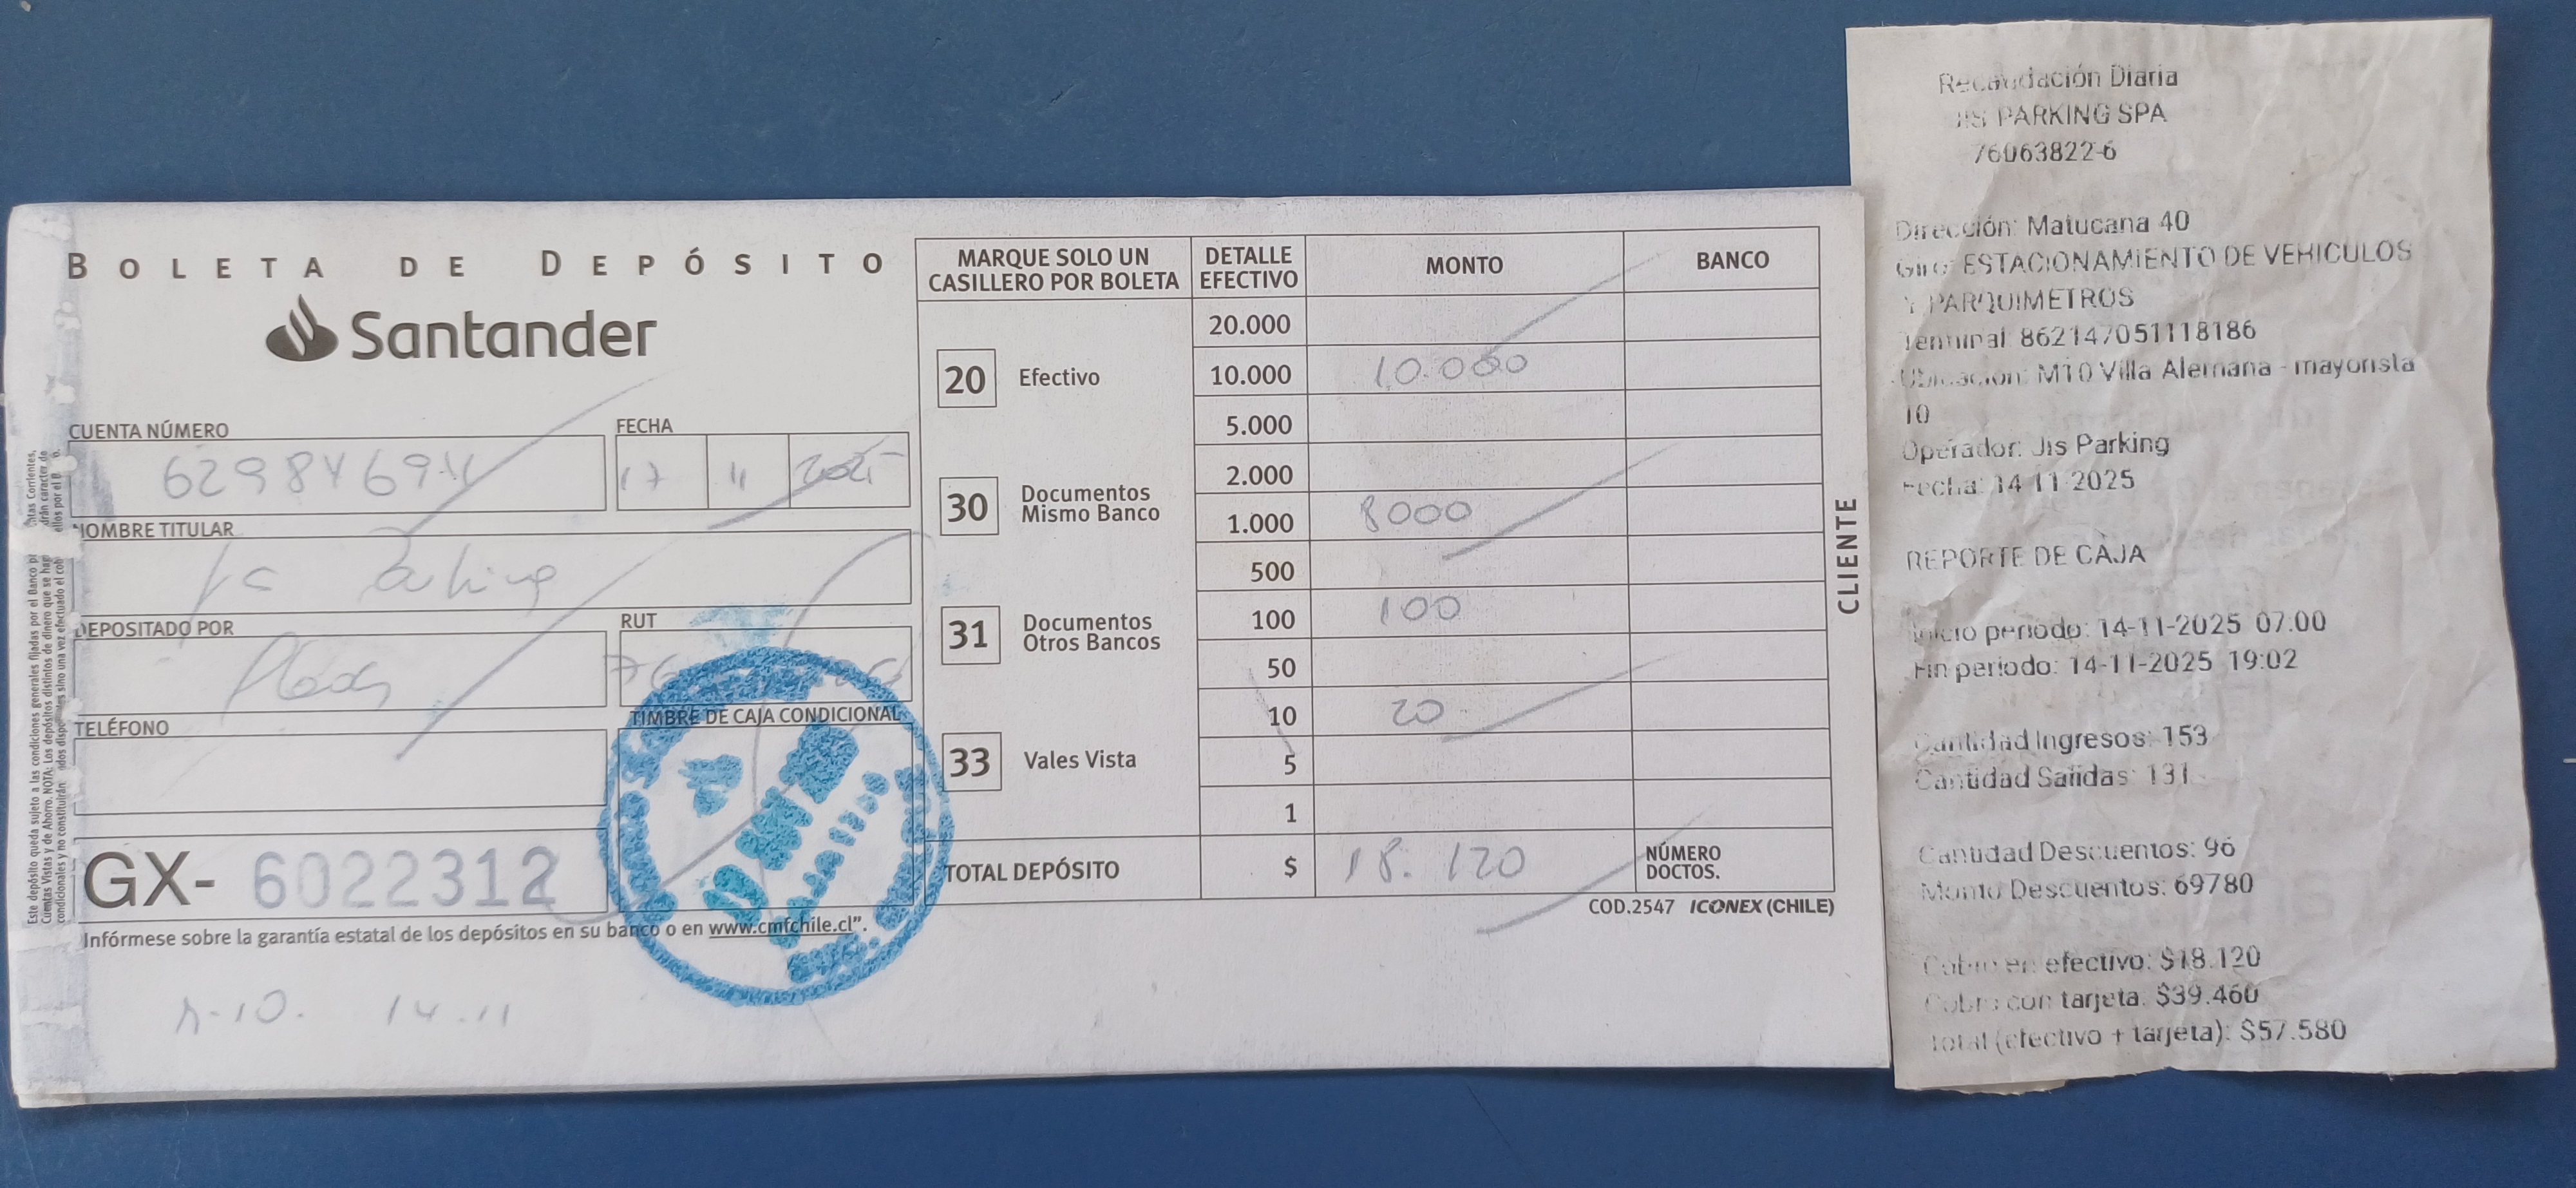 BOLETA DE DEPÓSITO
Santander
CUENTA NÚMERO
FECHA
17 11 2025
NOMBRE TITULAR
DEPOSITADO POR
RUT
TELÉFONO
TIMBRE DE CAJA CONDICIONAL
GX- 6022312
Infórmese sobre la garantía estatal de los depósitos en su banco o en www.cmfchile.cl".
14.11
MARQUE SOLO UN CASILLERO POR BOLETA
20 Efectivo
30 Documentos Mismo Banco
31 Documentos Otros Bancos
33 Vales Vista
DETALLE EFECTIVO MONTO BANCO
20.000
10.000 10.000
5.000
2.000
1.000 8000
500
100 100
50
10 20
5
1
TOTAL DEPÓSITO $ 18.120 NÚMERO DOCTOS.
COD.2547 ICONEX (CHILE)
CLIENTE
Recaudación Diaria
JIS PARKING SPA
76063822-6
Dirección: Matucana 40
Giro: ESTACIONAMIENTO DE VEHICULOS
Y PARQUIMETROS
Terminal: 862147051118186
Ubicación: M10 Villa Alemana - mayorista
10
Operador: Jis Parking
Fecha: 14-11-2025
REPORTE DE CAJA
Inicio periodo: 14-11-2025 07:00
Fin periodo: 14-11-2025 19:02
Cantidad Ingresos: 153
Cantidad Salidas: 131
Cantidad Descuentos: 96
Monto Descuentos: 69780
Cobro en efectivo: $18.120
Cobro con tarjeta: $39.460
Total (efectivo + tarjeta): $57.580